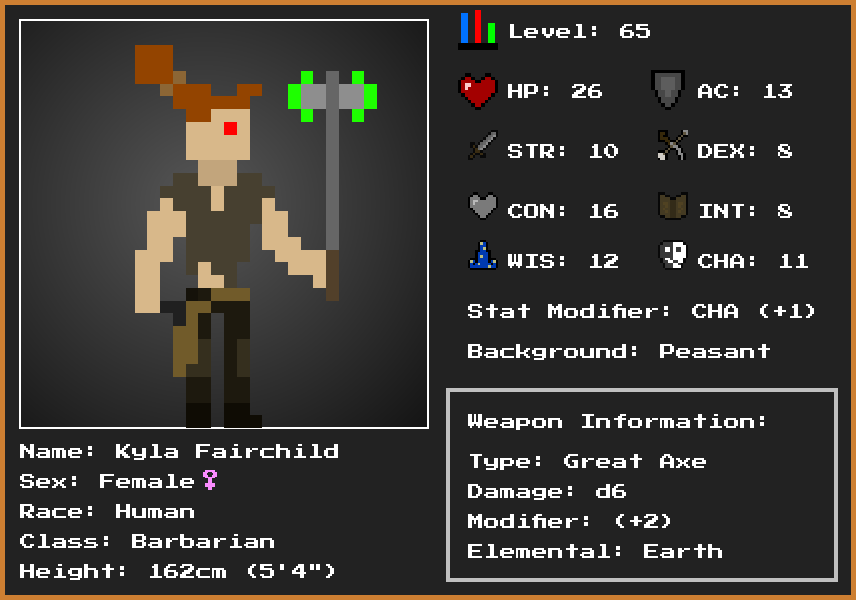 Level: 65
HP: 26
AC: 13
STR: 10
DEX: 8
CON: 16
INT: 8
WIS: 12
CHA: 11
Stat Modifier: CHA (+1)
Background: Peasant
Weapon Information:
Type: Great Axe
Damage: d6
Modifier: (+2)
Elemental: Earth
Name: Kyla Fairchild
Sex: Female♀
Race: Human
Class: Barbarian
Height: 162cm (5'4")